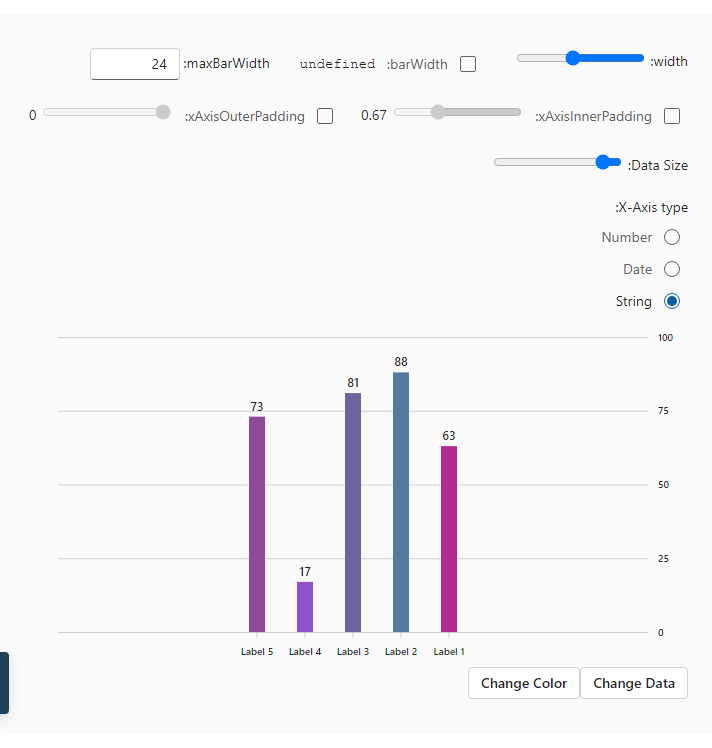 :width
:barWidth
undefined
:maxBarWidth
24
:xAxisInnerPadding
0.67
:xAxisOuterPadding
0
:Data Size
:X-Axis type
Number
Date
String
100
75
50
25
0
63
88
81
17
73
Label 1
Label 2
Label 3
Label 4
Label 5
Change Data
Change Color